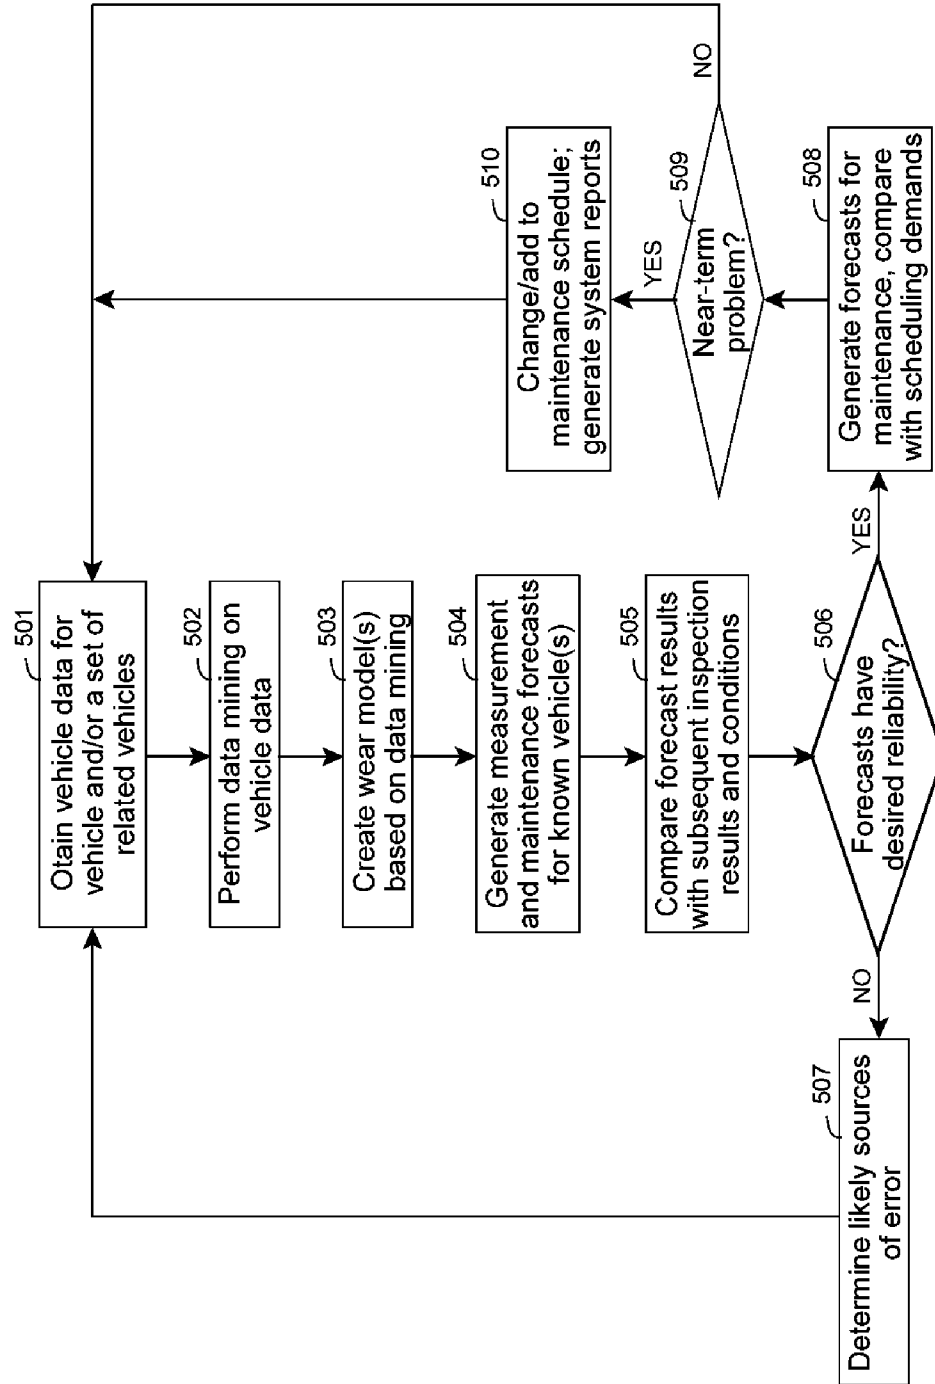 501
Otain vehicle data for
vehicle and/or a set of
related vehicles
502
Perform data mining on
vehicle data
503
Create wear model(s)
based on data mining
504
Generate measurement
and maintenance forecasts
for known vehicle(s)
505
Compare forecast results
with subsequent inspection
results and conditions
506
Forecasts have
desired reliability?
NO
YES
507
Determine likely sources
of error
508
Generate forecasts for
maintenance, compare
with scheduling demands
509
Near-term
problem?
YES
NO
510
Change/add to
maintenance schedule;
generate system reports